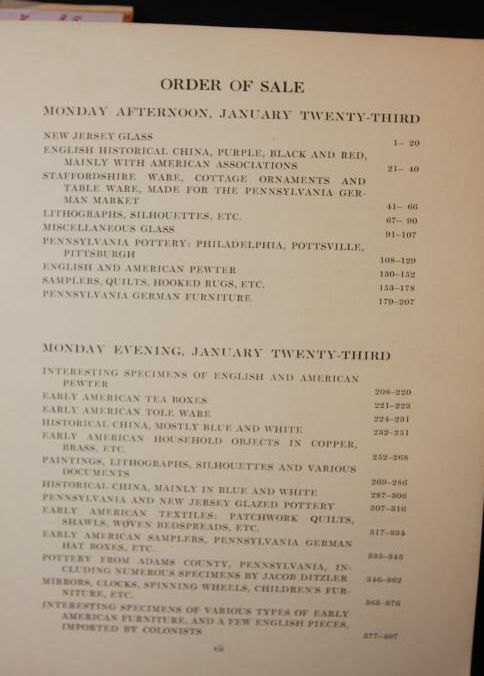 ORDER OF SALE
MONDAY AFTERNOON, JANUARY TWENTY-THIRD
NEW JERSEY GLASS 1– 20
ENGLISH HISTORICAL CHINA, PURPLE, BLACK AND RED,
MAINLY WITH AMERICAN ASSOCIATIONS 21– 40
STAFFORDSHIRE WARE, COTTAGE ORNAMENTS AND
TABLE WARE, MADE FOR THE PENNSYLVANIA GER-
MAN MARKET 41– 66
LITHOGRAPHS, SILHOUETTES, ETC. 67– 90
MISCELLANEOUS GLASS 91–107
PENNSYLVANIA POTTERY: PHILADELPHIA, POTTSVILLE,
PITTSBURGH 108–129
ENGLISH AND AMERICAN PEWTER 130–152
SAMPLERS, QUILTS, HOOKED RUGS, ETC. 153–178
PENNSYLVANIA GERMAN FURNITURE 179–207
MONDAY EVENING, JANUARY TWENTY-THIRD
INTERESTING SPECIMENS OF ENGLISH AND AMERICAN
PEWTER 208–220
EARLY AMERICAN TEA BOXES 221–223
EARLY AMERICAN TOLE WARE 224–231
HISTORICAL CHINA, MOSTLY BLUE AND WHITE 232–251
EARLY AMERICAN HOUSEHOLD OBJECTS IN COPPER,
BRASS, ETC. 252–268
PAINTINGS, LITHOGRAPHS, SILHOUETTES AND VARIOUS
DOCUMENTS 269–286
HISTORICAL CHINA, MAINLY IN BLUE AND WHITE 287–306
PENNSYLVANIA AND NEW JERSEY GLAZED POTTERY 307–316
EARLY AMERICAN TEXTILES: PATCHWORK QUILTS,
SHAWLS, WOVEN BEDSPREADS, ETC. 317–334
EARLY AMERICAN SAMPLERS, PENNSYLVANIA GERMAN
HAT BOXES, ETC. 335–345
POTTERY FROM ADAMS COUNTY, PENNSYLVANIA, IN-
CLUDING NUMEROUS SPECIMENS BY JACOB DITZLER 346–362
MIRRORS, CLOCKS, SPINNING WHEELS, CHILDREN'S FUR-
NITURE, ETC. 363–376
INTERESTING SPECIMENS OF VARIOUS TYPES OF EARLY
AMERICAN FURNITURE, AND A FEW ENGLISH PIECES,
IMPORTED BY COLONISTS 377–407
vii